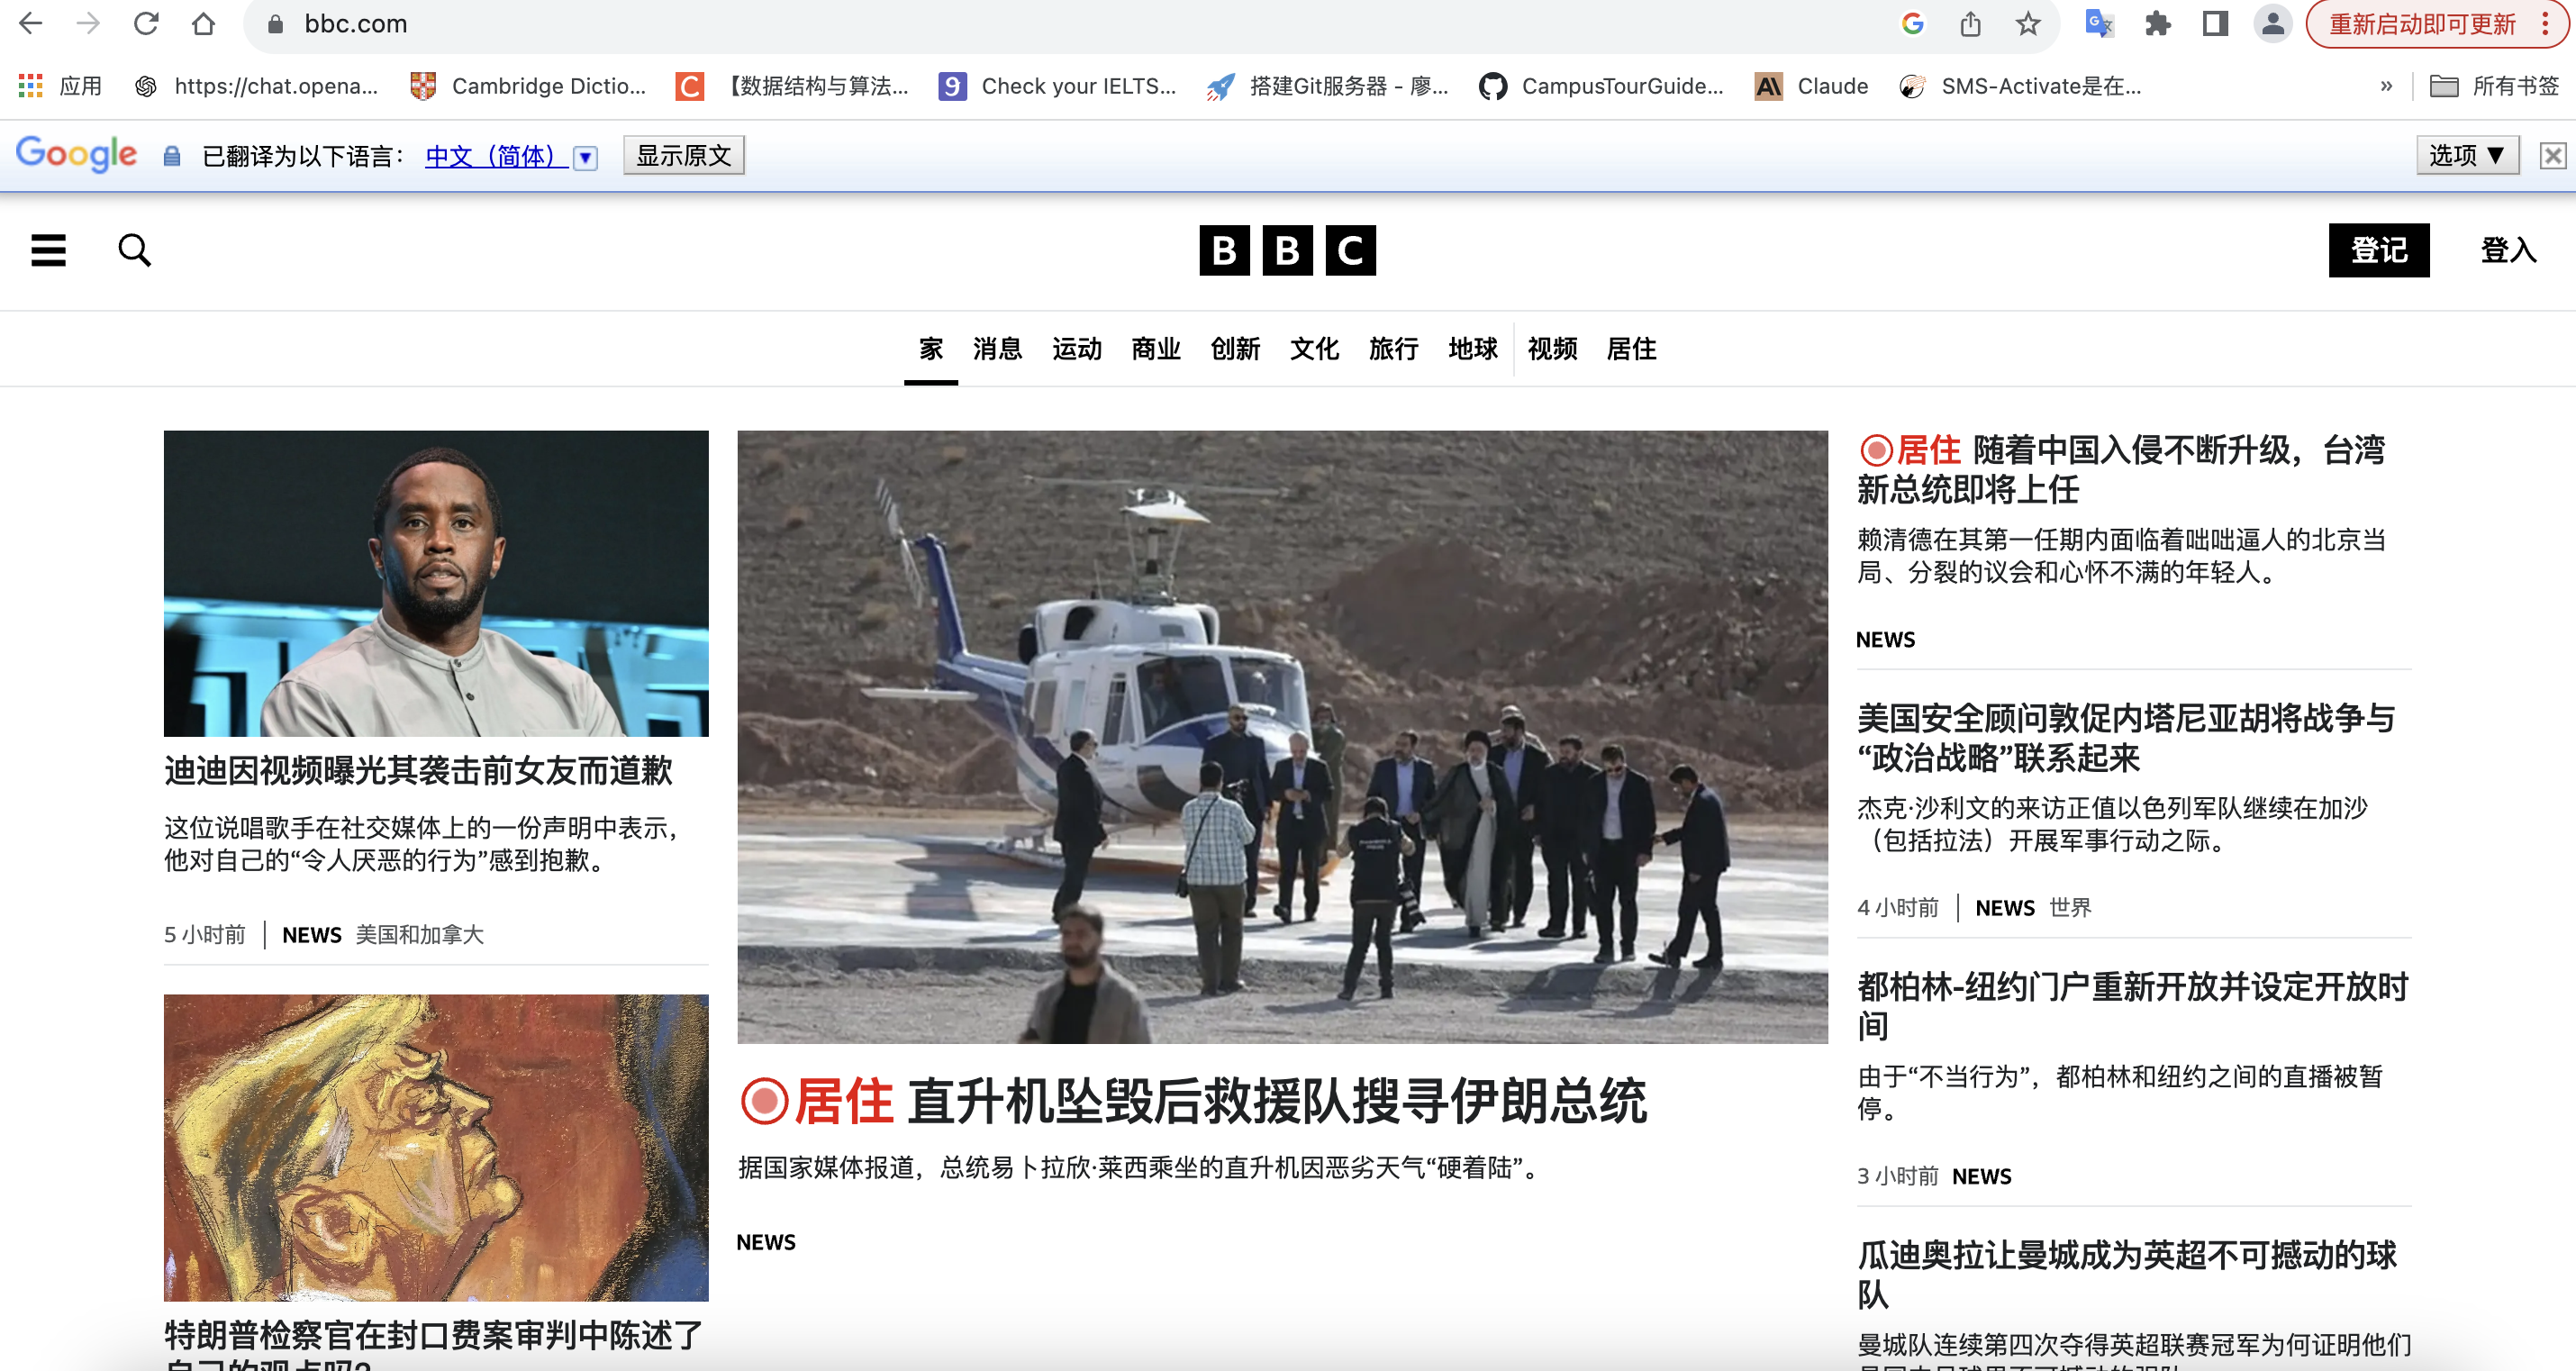 bbc.com
重新启动即可更新
应用
https://chat.opena...
Cambridge Dictio...
【数据结构与算法...
Check your IELTS...
搭建Git服务器 - 廖...
CampusTourGuide...
Claude
SMS-Activate是在...
»
所有书签
Google 已翻译为以下语言： 中文（简体） 显示原文 选项 ▼
BBC
登记 登入
家 消息 运动 商业 创新 文化 旅行 地球 视频 居住
迪迪因视频曝光其袭击前女友而道歉
这位说唱歌手在社交媒体上的一份声明中表示，
他对自己的“令人厌恶的行为”感到抱歉。
5 小时前 | NEWS 美国和加拿大
特朗普检察官在封口费案审判中陈述了
自己的观点吗？
居住 直升机坠毁后救援队搜寻伊朗总统
据国家媒体报道，总统易卜拉欣·莱西乘坐的直升机因恶劣天气“硬着陆”。
NEWS
居住 随着中国入侵不断升级，台湾
新总统即将上任
赖清德在其第一任期内面临着咄咄逼人的北京当
局、分裂的议会和心怀不满的年轻人。
NEWS
美国安全顾问敦促内塔尼亚胡将战争与
“政治战略”联系起来
杰克·沙利文的来访正值以色列军队继续在加沙
（包括拉法）开展军事行动之际。
4 小时前 | NEWS 世界
都柏林-纽约门户重新开放并设定开放时
间
由于“不当行为”，都柏林和纽约之间的直播被暂
停。
3 小时前 NEWS
瓜迪奥拉让曼城成为英超不可撼动的球
队
曼城队连续第四次夺得英超联赛冠军为何证明他们